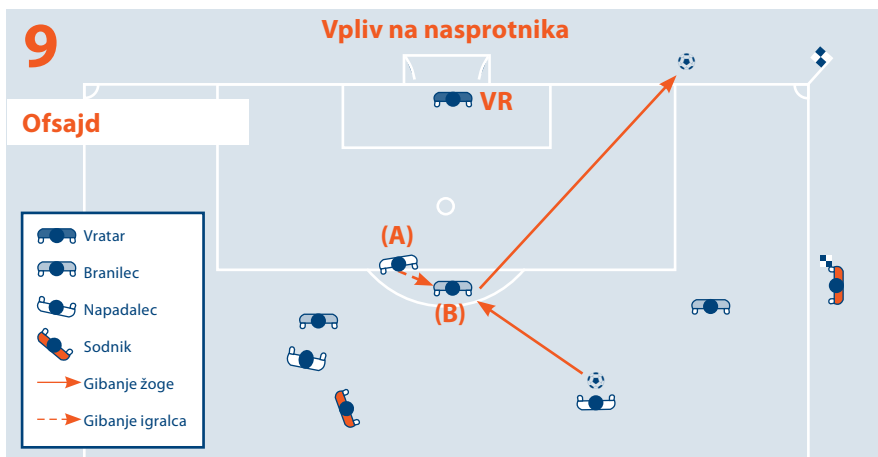 9
Vpliv na nasprotnika
VR
Ofsajd
(A)
(B)
Vratar
Branilec
Napadalec
Sodnik
Gibanje žoge
Gibanje igralca